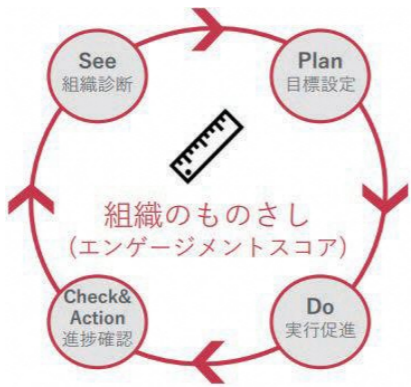 See
組織診断
Plan
目標設定
組織のものさし
(エンゲージメントスコア)
Check&
Action
進捗確認
Do
実行促進